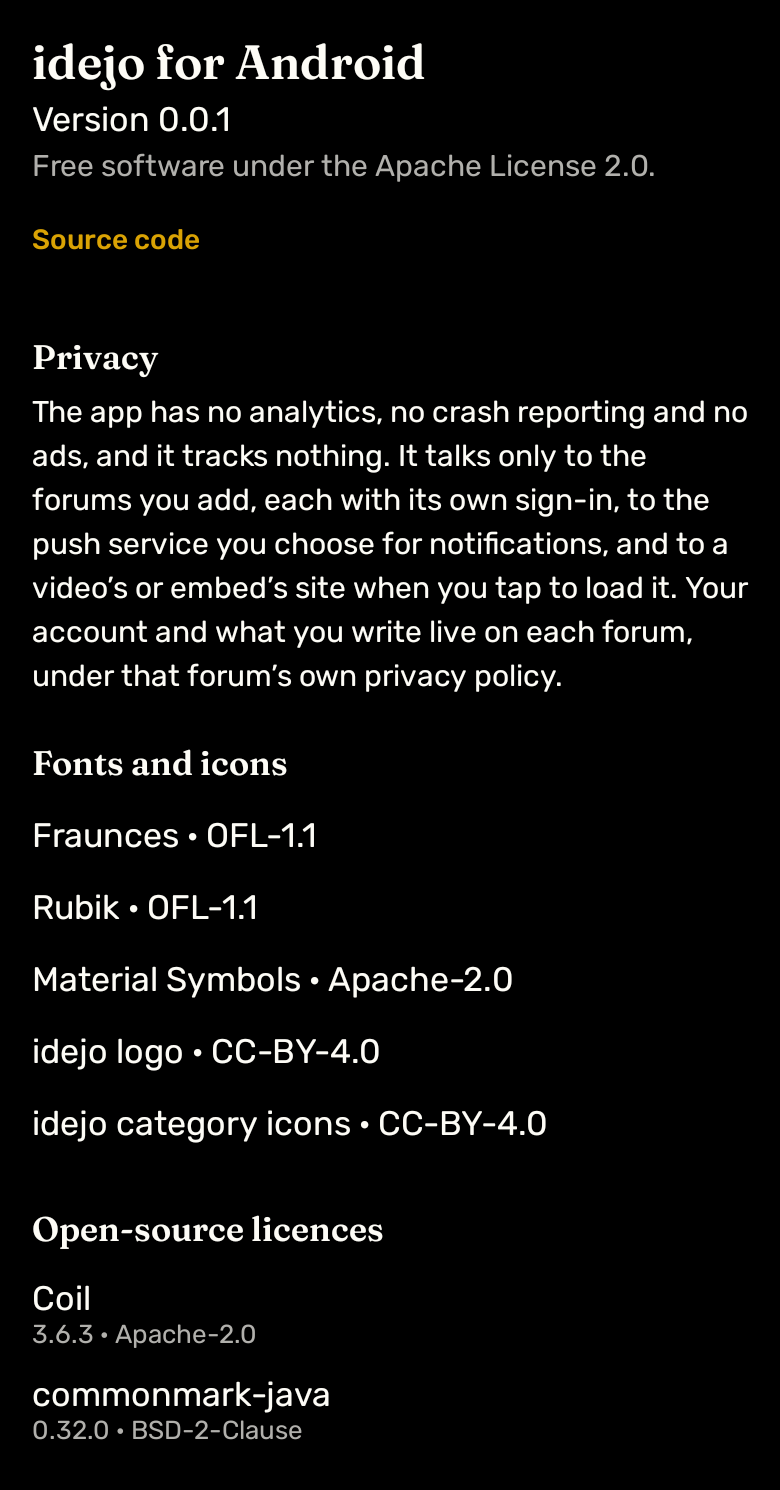 idejo for Android
Version 0.0.1
Free software under the Apache License 2.0.
Source code
Privacy
The app has no analytics, no crash reporting and no
ads, and it tracks nothing. It talks only to the
forums you add, each with its own sign-in, to the
push service you choose for notifications, and to a
video’s or embed’s site when you tap to load it. Your
account and what you write live on each forum,
under that forum’s own privacy policy.
Fonts and icons
Fraunces • OFL-1.1
Rubik • OFL-1.1
Material Symbols • Apache-2.0
idejo logo • CC-BY-4.0
idejo category icons • CC-BY-4.0
Open-source licences
Coil
3.6.3 • Apache-2.0
commonmark-java
0.32.0 • BSD-2-Clause